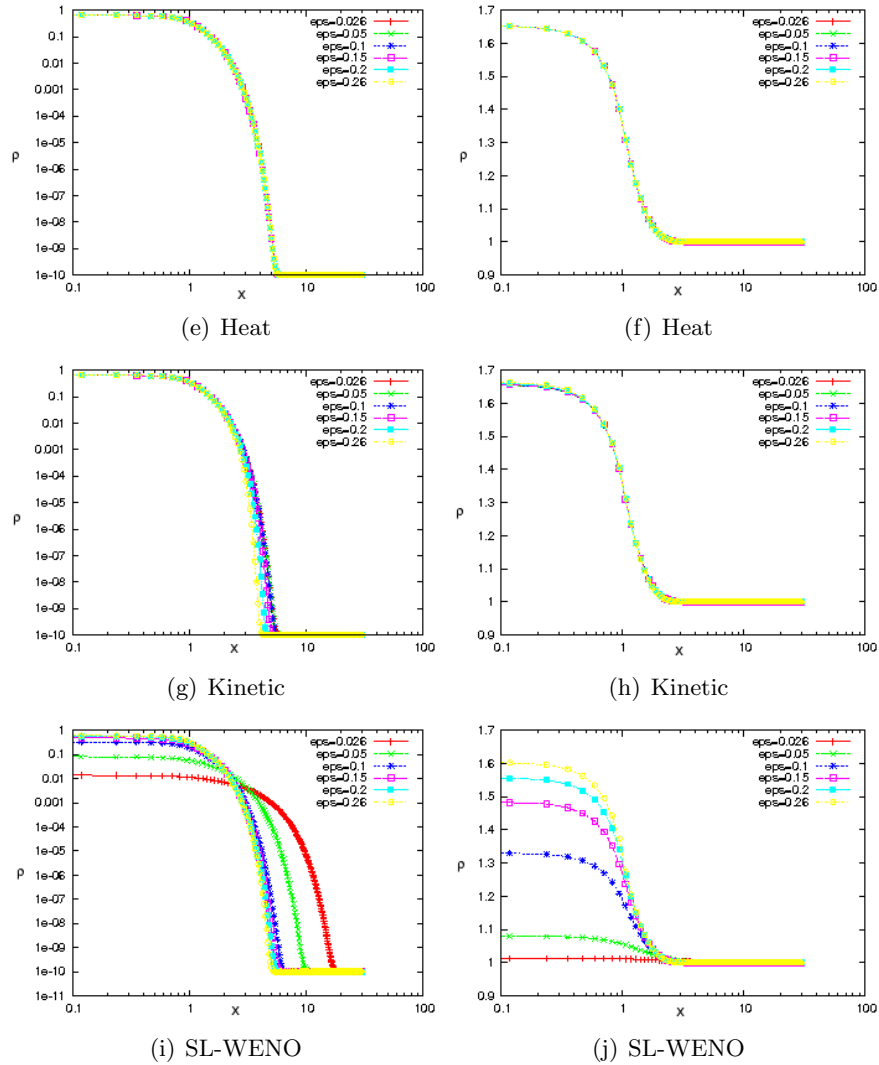 1
0.1
0.01
0.001
1e-04
1e-05
1e-06
1e-07
1e-08
1e-09
1e-10
ρ
0.1 1 10 100
x
eps=0.026
eps=0.05
eps=0.1
eps=0.15
eps=0.2
eps=0.26
(e) Heat
1.7
1.6
1.5
1.4
1.3
1.2
1.1
1
0.9
ρ
0.1 1 10 100
x
eps=0.026
eps=0.05
eps=0.1
eps=0.15
eps=0.2
eps=0.26
(f) Heat
1
0.1
0.01
0.001
1e-04
1e-05
1e-06
1e-07
1e-08
1e-09
1e-10
ρ
0.1 1 10 100
x
eps=0.026
eps=0.05
eps=0.1
eps=0.15
eps=0.2
eps=0.26
(g) Kinetic
1.7
1.6
1.5
1.4
1.3
1.2
1.1
1
0.9
ρ
0.1 1 10 100
x
eps=0.026
eps=0.05
eps=0.1
eps=0.15
eps=0.2
eps=0.26
(h) Kinetic
1
0.1
0.01
0.001
1e-04
1e-05
1e-06
1e-07
1e-08
1e-09
1e-10
1e-11
ρ
0.1 1 10 100
x
eps=0.026
eps=0.05
eps=0.1
eps=0.15
eps=0.2
eps=0.26
(i) SL-WENO
1.7
1.6
1.5
1.4
1.3
1.2
1.1
1
0.9
ρ
0.1 1 10 100
x
eps=0.026
eps=0.05
eps=0.1
eps=0.15
eps=0.2
eps=0.26
(j) SL-WENO